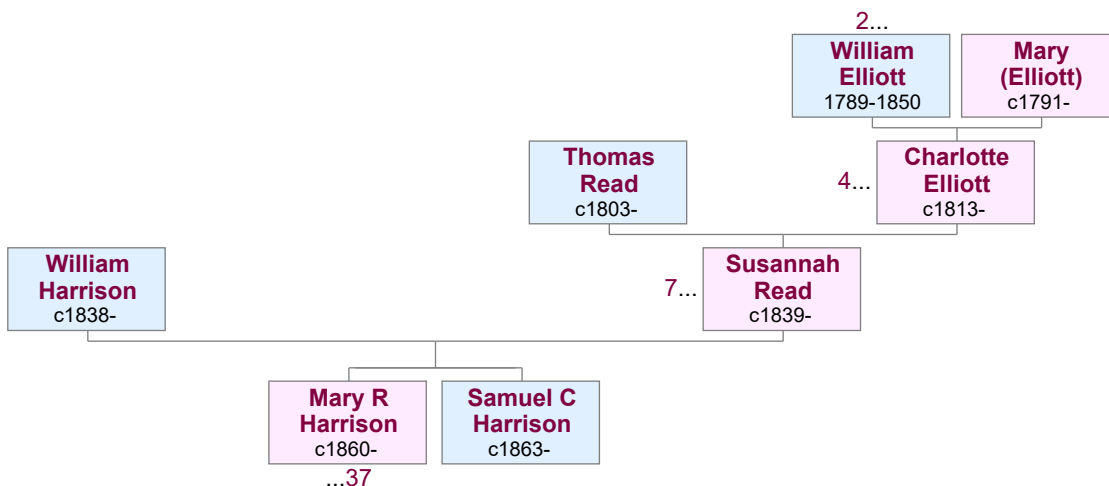 2...
William
Elliott
1789-1850
Mary
(Elliott)
c1791-
Thomas
Read
c1803-
4...
Charlotte
Elliott
c1813-
William
Harrison
c1838-
7...
Susannah
Read
c1839-
Mary R
Harrison
c1860-
Samuel C
Harrison
c1863-
...37